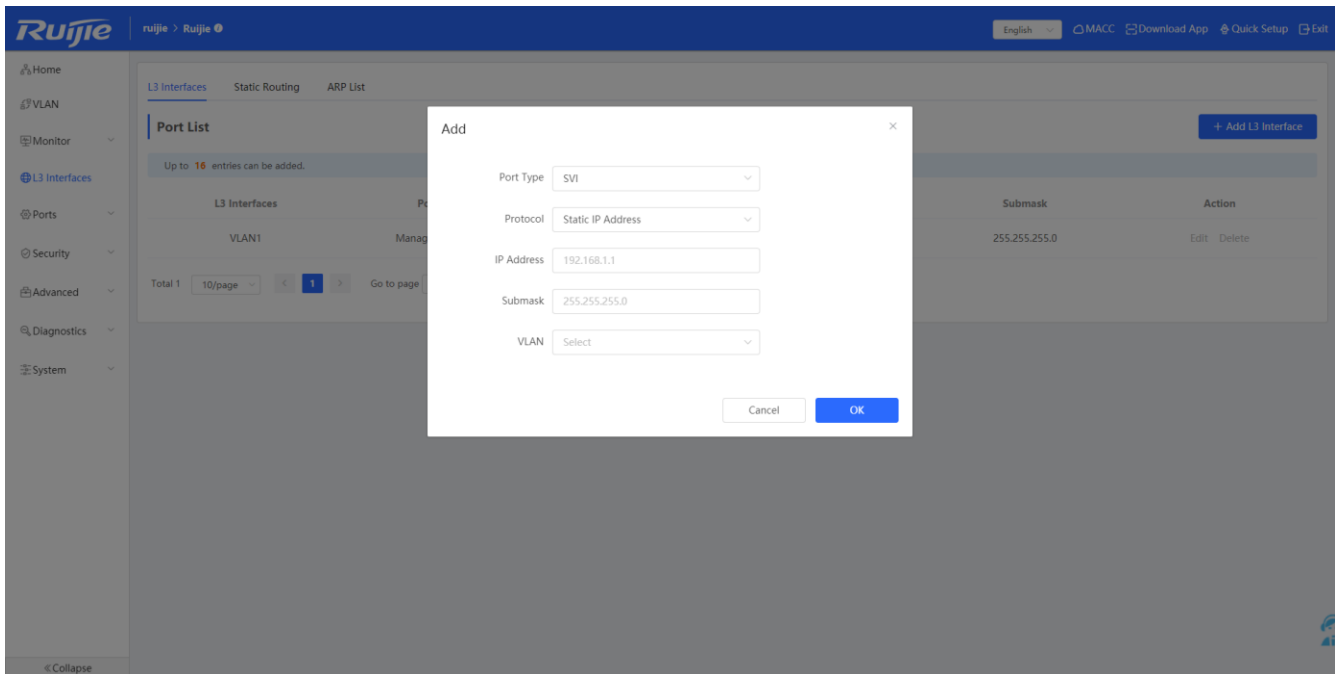 Ruijie
ruijie > Ruijie
English MACC Download App Quick Setup Exit
Home
VLAN
Monitor
L3 Interfaces
Ports
Security
Advanced
Diagnostics
System
«Collapse
L3 Interfaces Static Routing ARP List
Port List
+ Add L3 Interface
Up to 16 entries can be added.
L3 Interfaces Submask Action
VLAN1 255.255.255.0 Edit Delete
Total 1 10/page < 1 > Go to page
Add ×
Port Type SVI
Protocol Static IP Address
IP Address 192.168.1.1
Submask 255.255.255.0
VLAN Select
Cancel OK